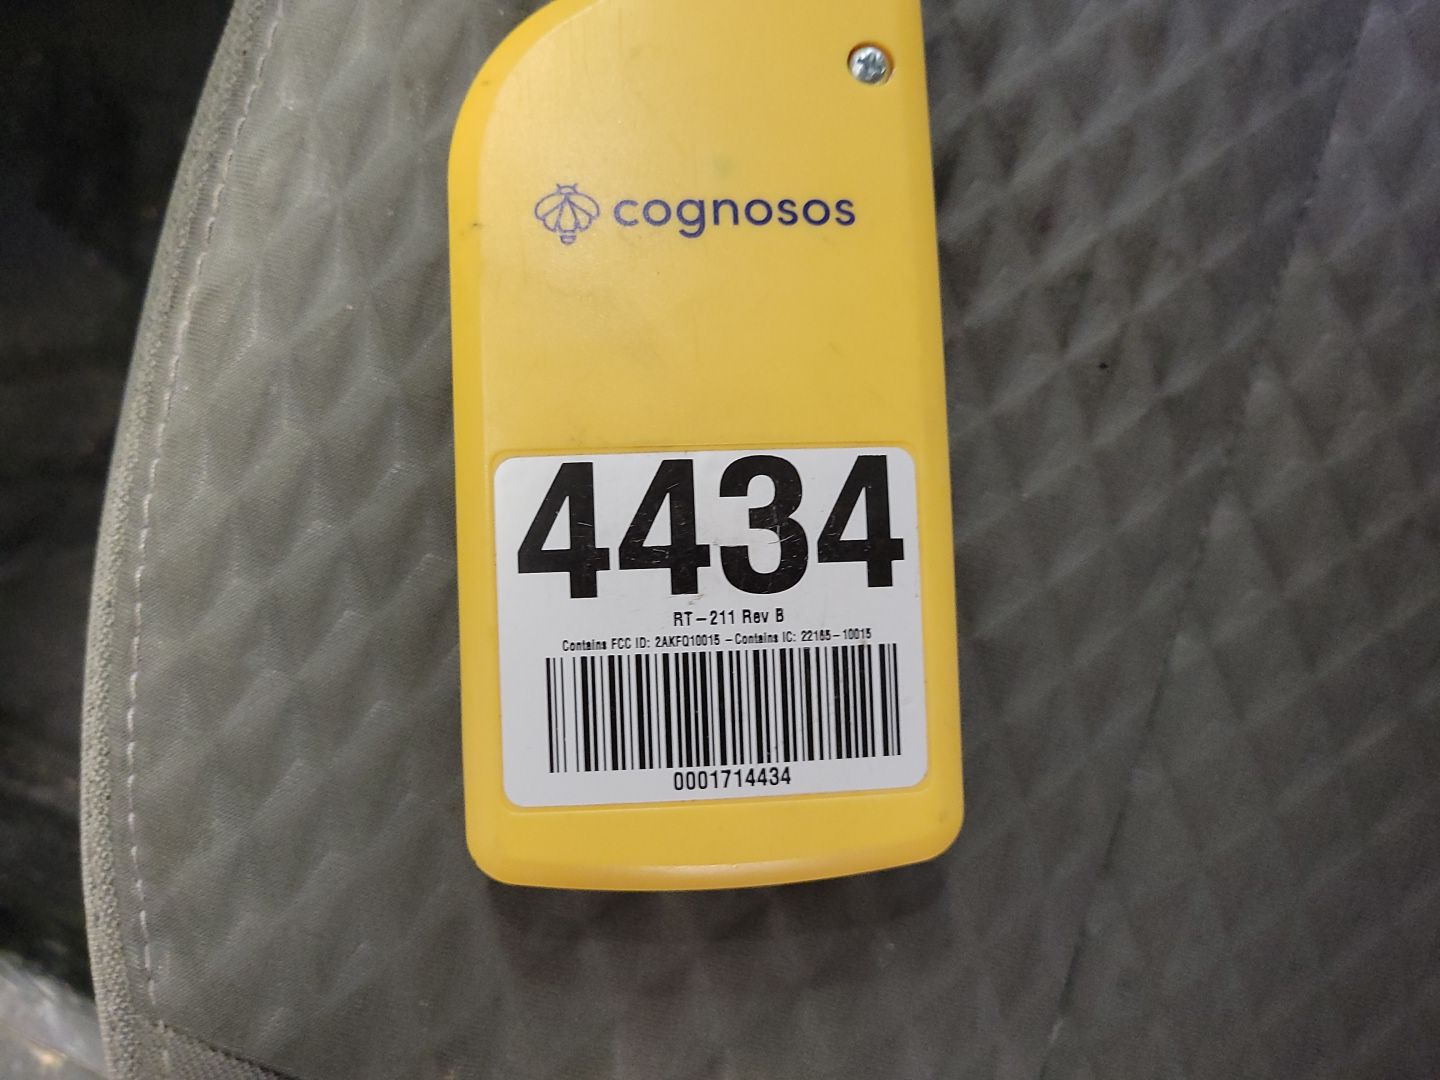 cognosos
4434
RT-211 Rev B
Contains FCC ID: 2AKFQ10015 - Contains IC: 22165-10015
0001714434